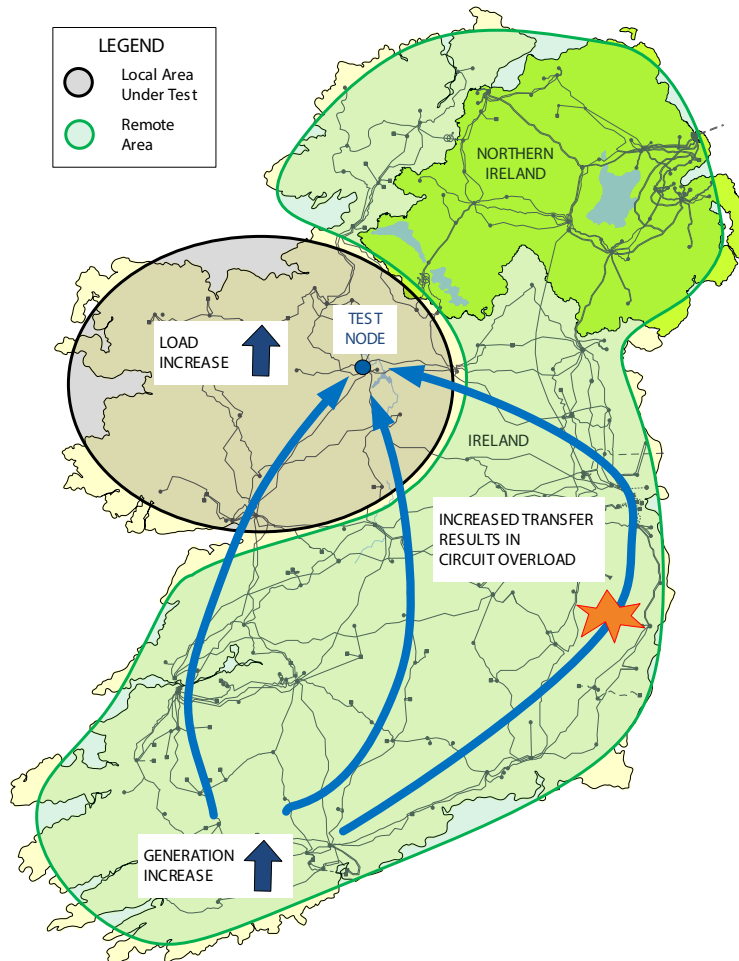 LEGEND
Local Area
Under Test
Remote
Area
NORTHERN
IRELAND
TEST
NODE
LOAD
INCREASE
IRELAND
INCREASED TRANSFER
RESULTS IN
CIRCUIT OVERLOAD
GENERATION
INCREASE